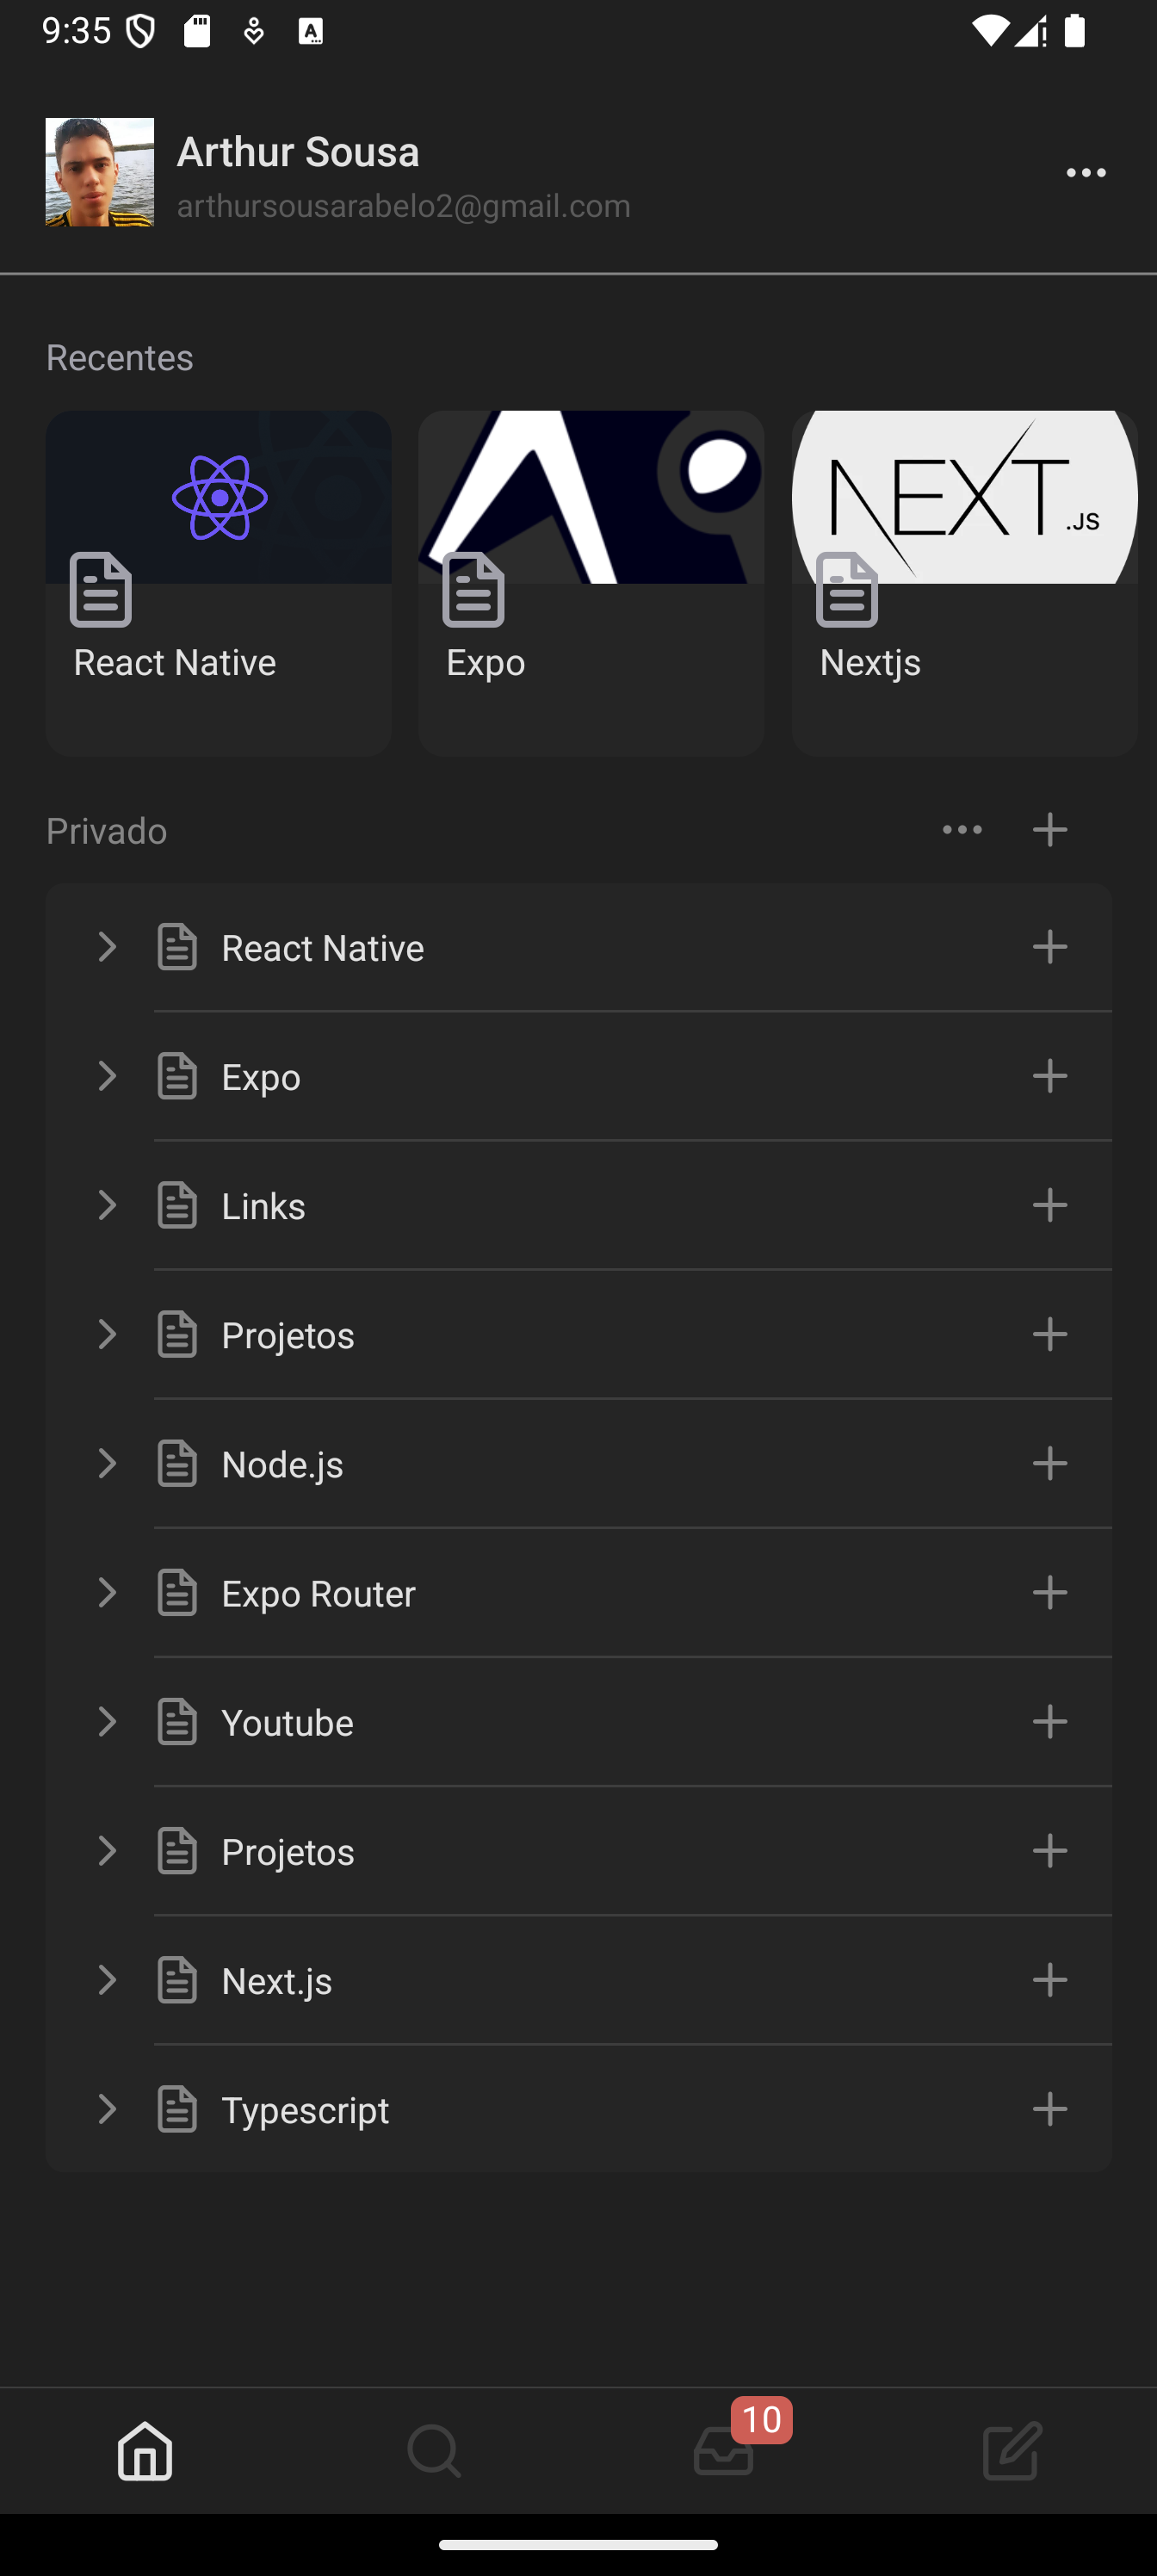 9:35
Arthur Sousa
arthursousarabelo2@gmail.com
Recentes
NEXT.JS
React Native
Expo
Nextjs
Privado
React Native
Expo
Links
Projetos
Node.js
Expo Router
Youtube
Projetos
Next.js
Typescript
10